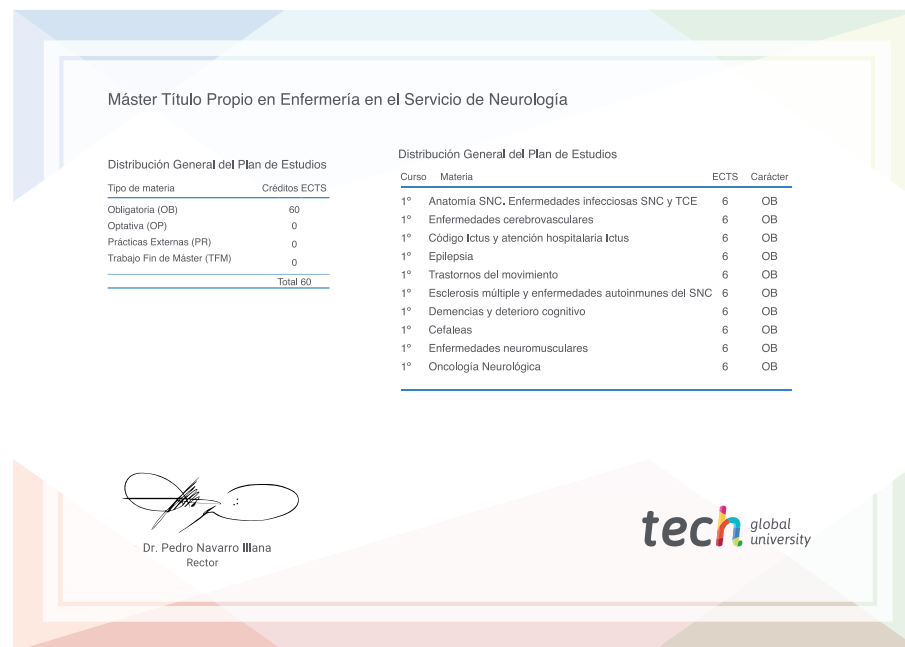 Máster Título Propio en Enfermería en el Servicio de Neurología
Distribución General del Plan de Estudios
Tipo de materia Créditos ECTS
Obligatoria (OB) 60
Optativa (OP) 0
Prácticas Externas (PR) 0
Trabajo Fin de Máster (TFM) 0
Total 60
Distribución General del Plan de Estudios
Curso Materia ECTS Carácter
1º Anatomía SNC. Enfermedades infecciosas SNC y TCE 6 OB
1º Enfermedades cerebrovasculares 6 OB
1º Código Ictus y atención hospitalaria Ictus 6 OB
1º Epilepsia 6 OB
1º Trastornos del movimiento 6 OB
1º Esclerosis múltiple y enfermedades autoinmunes del SNC 6 OB
1º Demencias y deterioro cognitivo 6 OB
1º Cefaleas 6 OB
1º Enfermedades neuromusculares 6 OB
1º Oncología Neurológica 6 OB
Dr. Pedro Navarro Illana
Rector
tech global
university